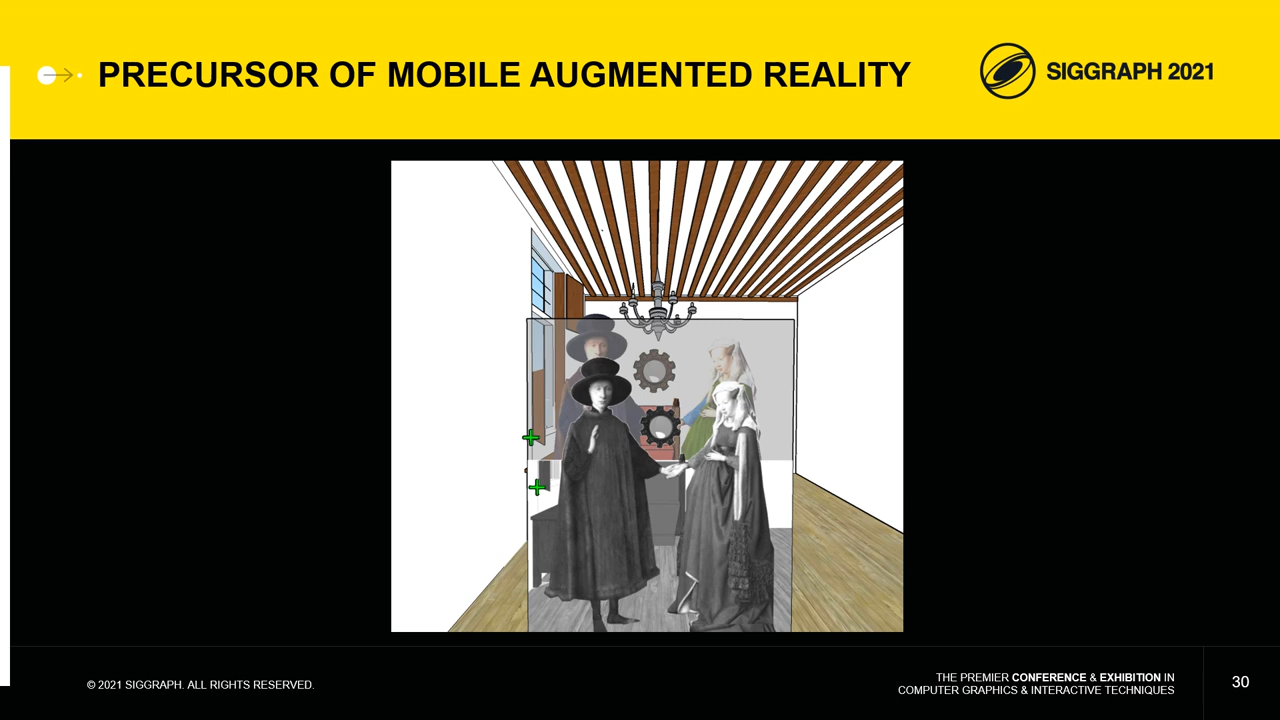 PRECURSOR OF MOBILE AUGMENTED REALITY
SIGGRAPH 2021
© 2021 SIGGRAPH. ALL RIGHTS RESERVED.
THE PREMIER CONFERENCE & EXHIBITION IN
COMPUTER GRAPHICS & INTERACTIVE TECHNIQUES
30